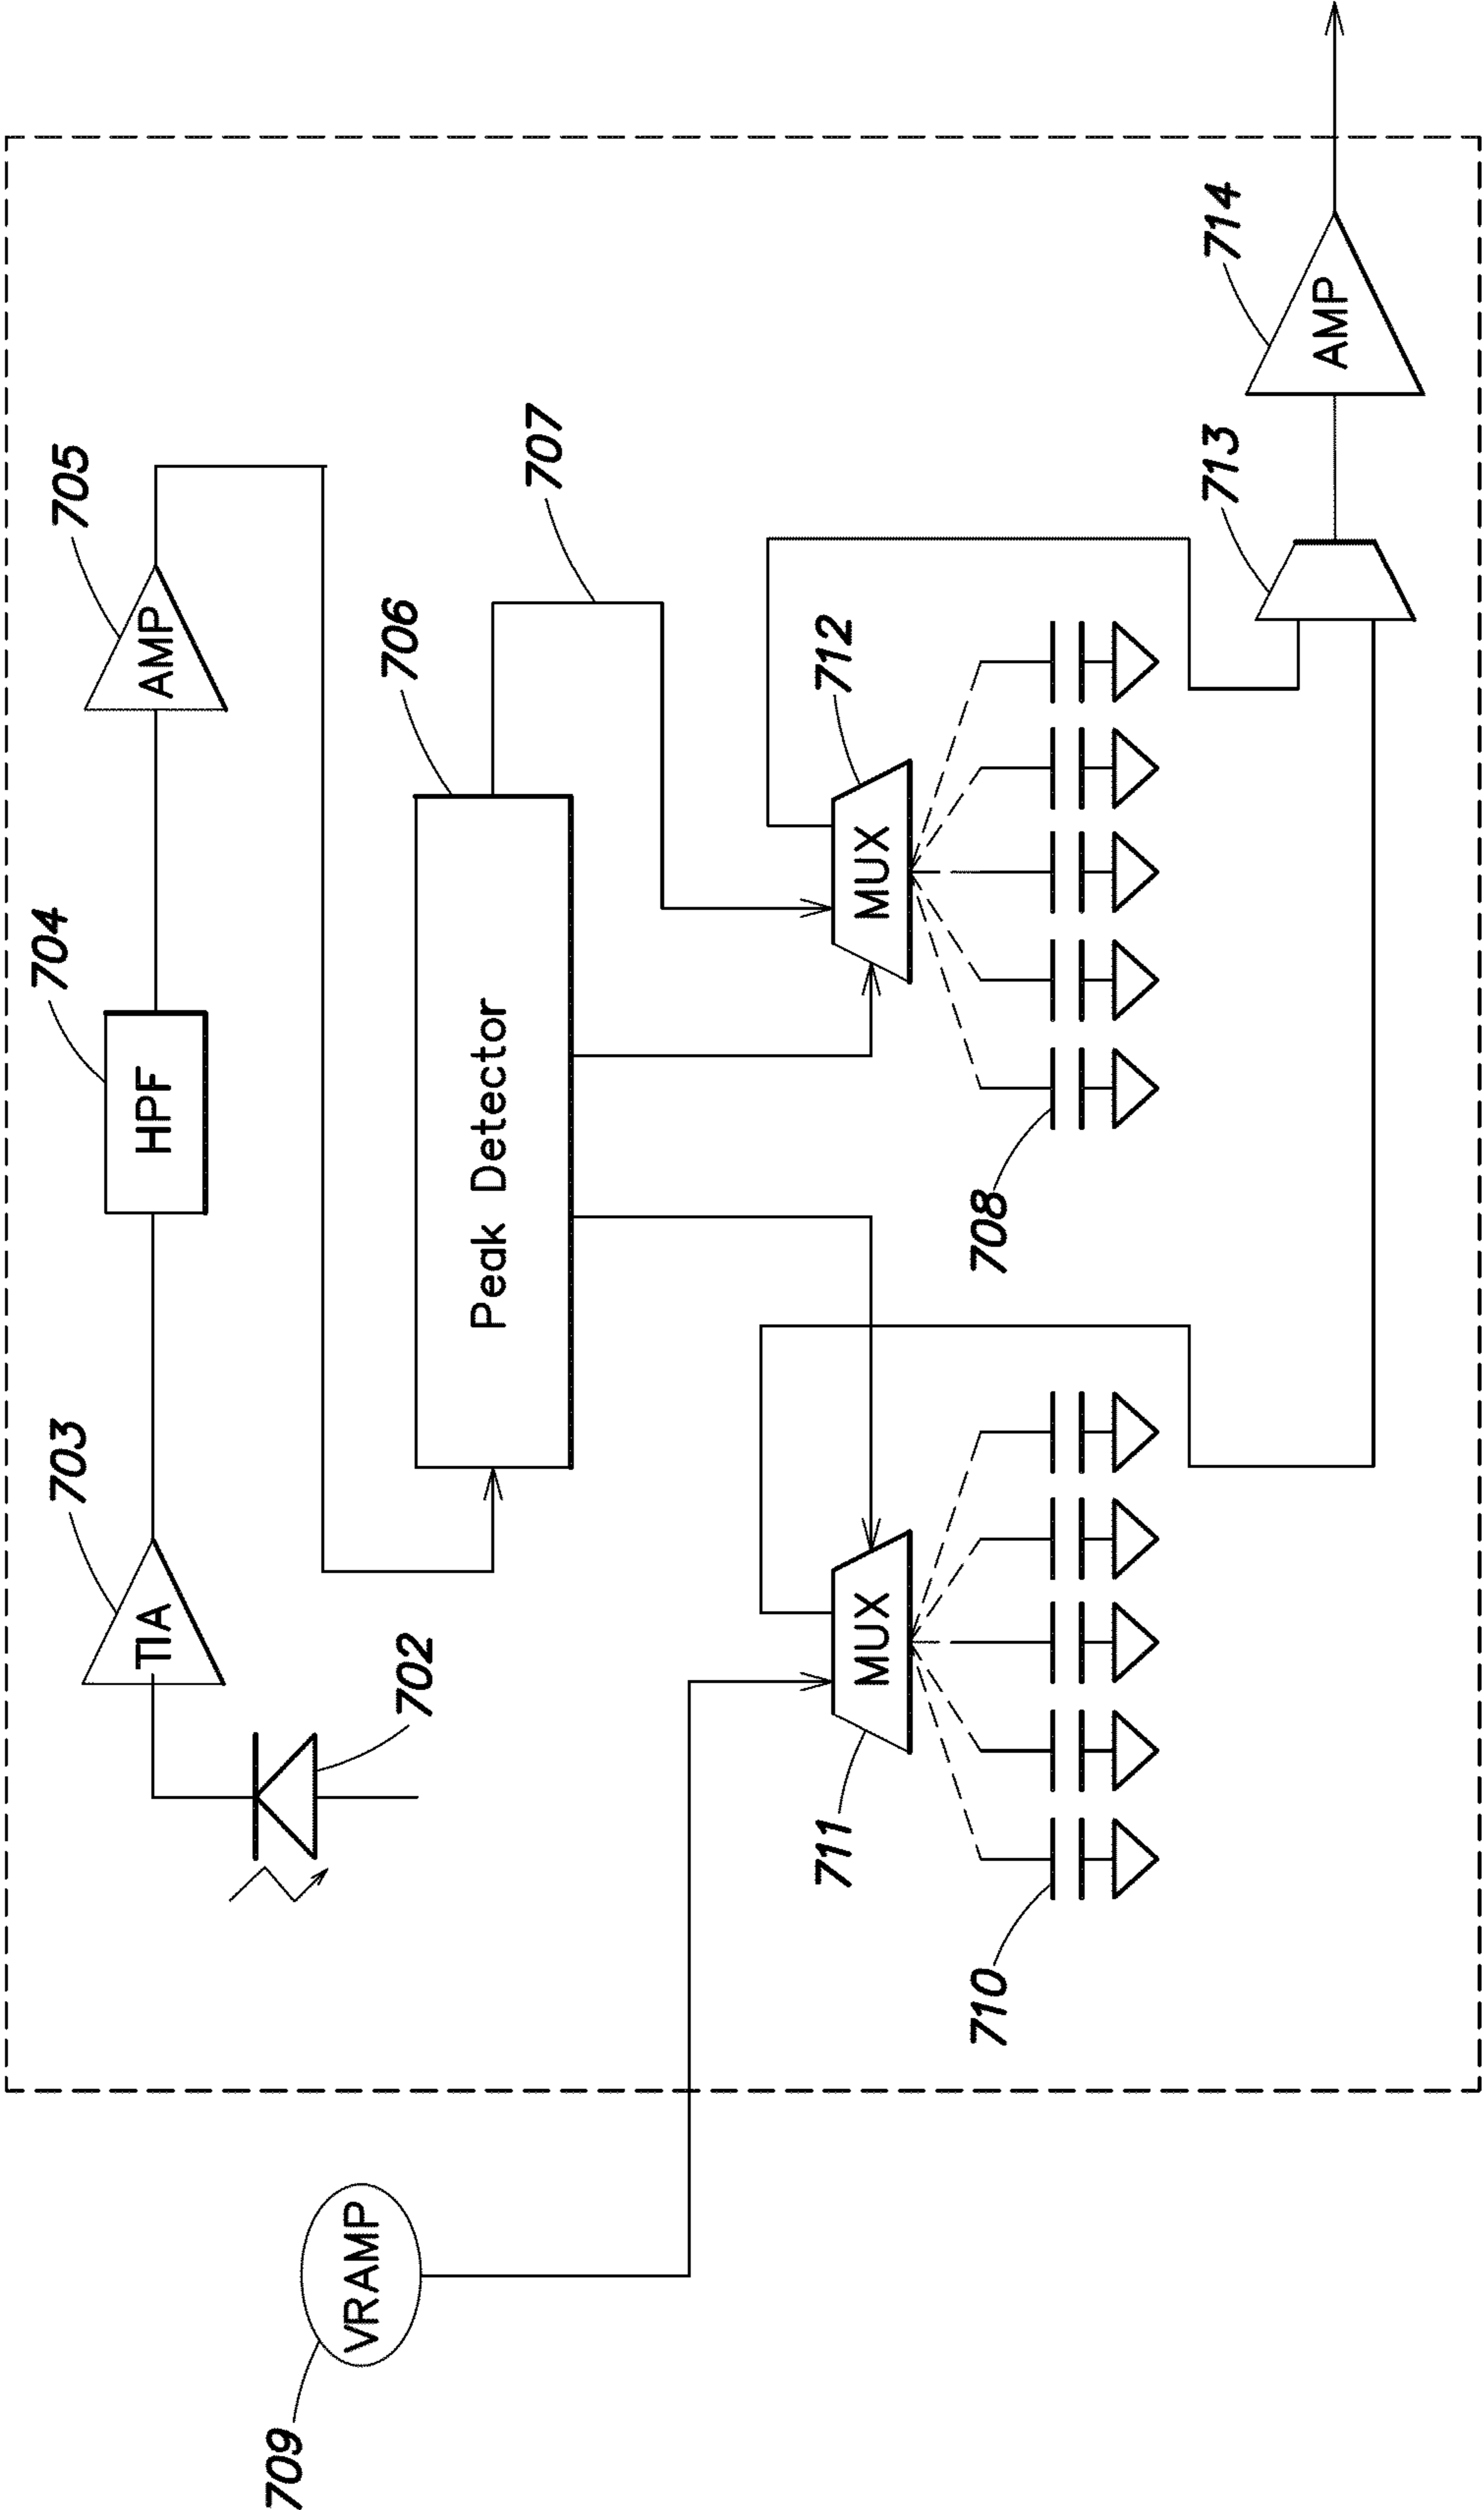 703
704
705
TIA
HPF
AMP
702
706
707
Peak Detector
709
VRAMP
711
MUX
712
MUX
710
708
713
714
AMP